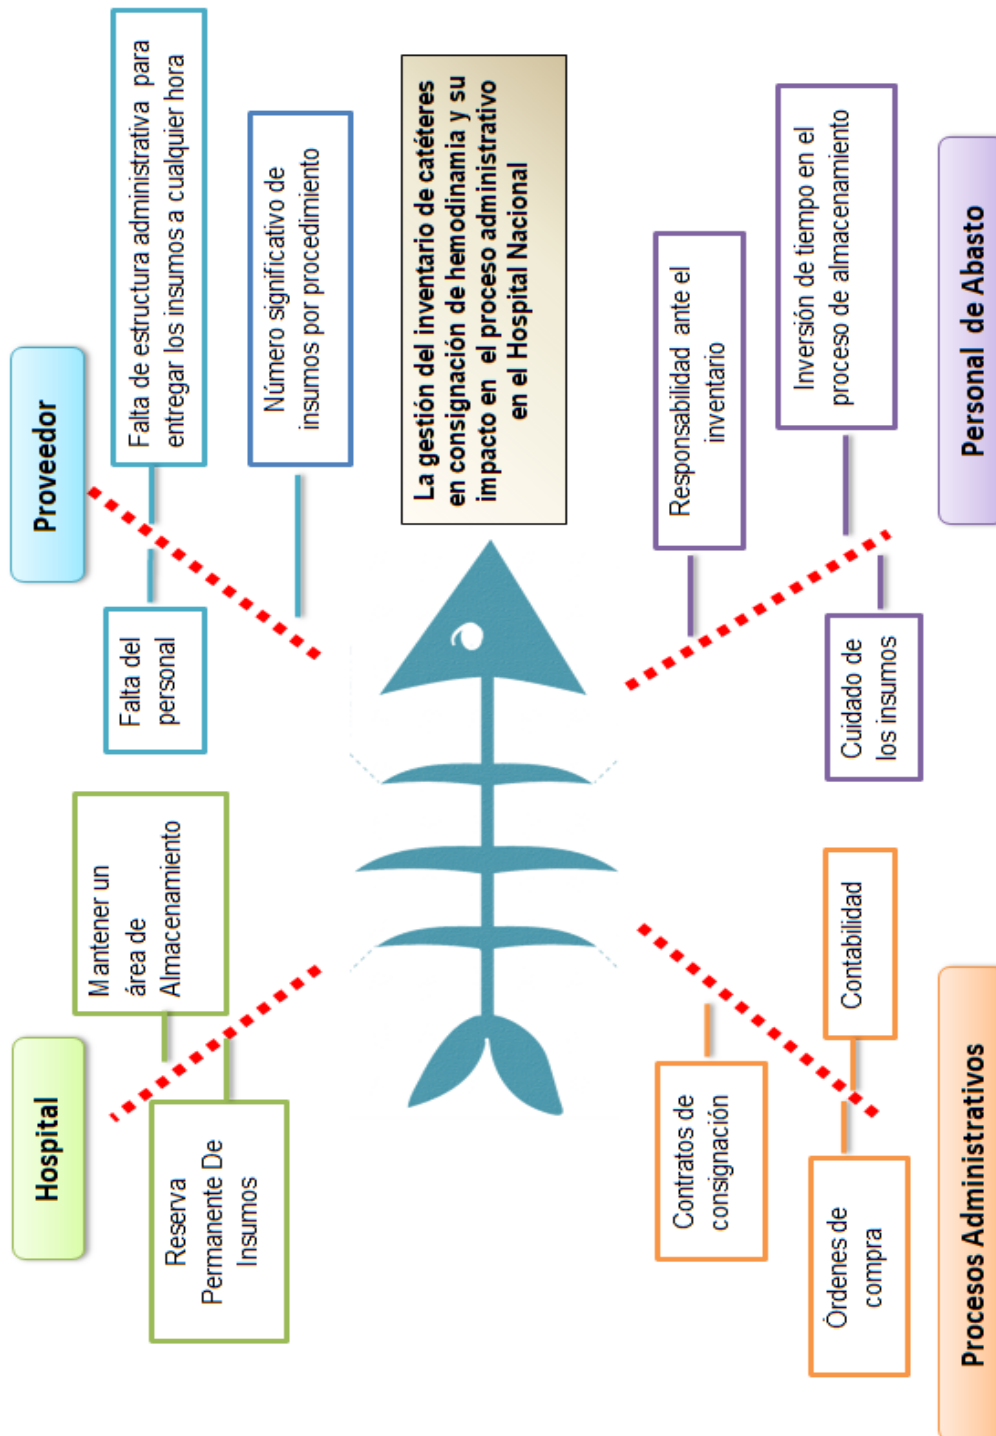 Hospital
Proveedor
Mantener un
área de
Almacenamiento
Reserva
Permanente De
Insumos
Falta del
personal
Falta de estructura administrativa para
entregar los insumos a cualquier hora
Número significativo de
insumos por procedimiento
La gestión del inventario de catéteres
en consignación de hemodinamia y su
impacto en el proceso administrativo
en el Hospital Nacional
Contratos de
consignación
Contabilidad
Órdenes de
compra
Responsabilidad ante el
inventario
Inversión de tiempo en el
proceso de almacenamiento
Cuidado de
los insumos
Procesos Administrativos
Personal de Abasto